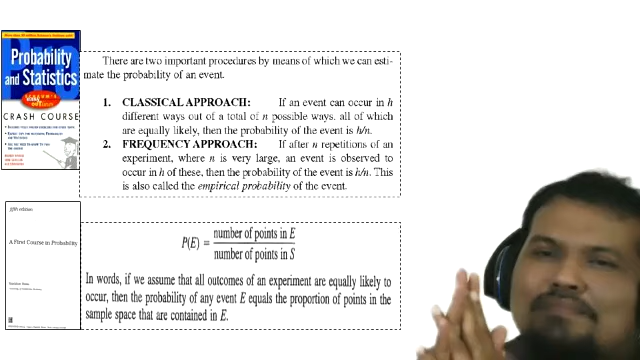 Probability
and Statistics
CRASH COURSE
There are two important procedures by means of which we can esti-
mate the probability of an event.
1. CLASSICAL APPROACH: If an event can occur in h
different ways out of a total of n possible ways, all of
which are equally likely, then the probability of the event is h/n.
2. FREQUENCY APPROACH: If after n repetitions of an
experiment, where n is very large, an event is observed to
occur in h of these, then the probability of the event is h/n. This
is also called the empirical probability of the event.
fifth edition
A First Course in Probability
P(E) = number of points in E
number of points in S
In words, if we assume that all outcomes of an experiment are equally likely to
occur, then the probability of any event E equals the proportion of points in the
sample space that are contained in E.